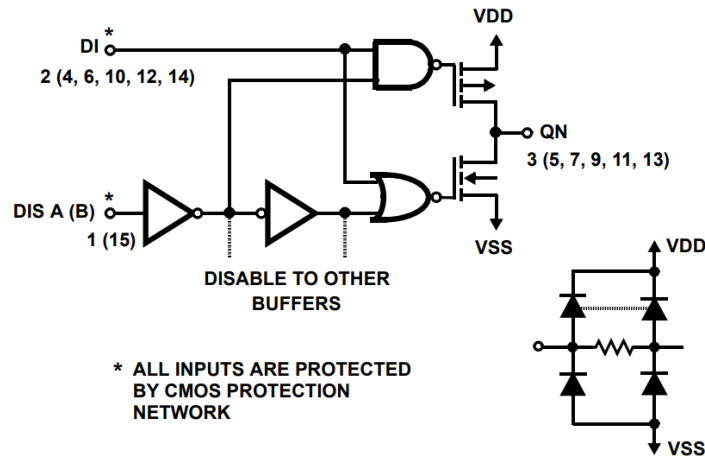 *
DI
VDD
2 (4, 6, 10, 12, 14)
QN
3 (5, 7, 9, 11, 13)
*
DIS A (B)
1 (15)
VSS
DISABLE TO OTHER
BUFFERS
VDD
* ALL INPUTS ARE PROTECTED
BY CMOS PROTECTION
NETWORK
VSS